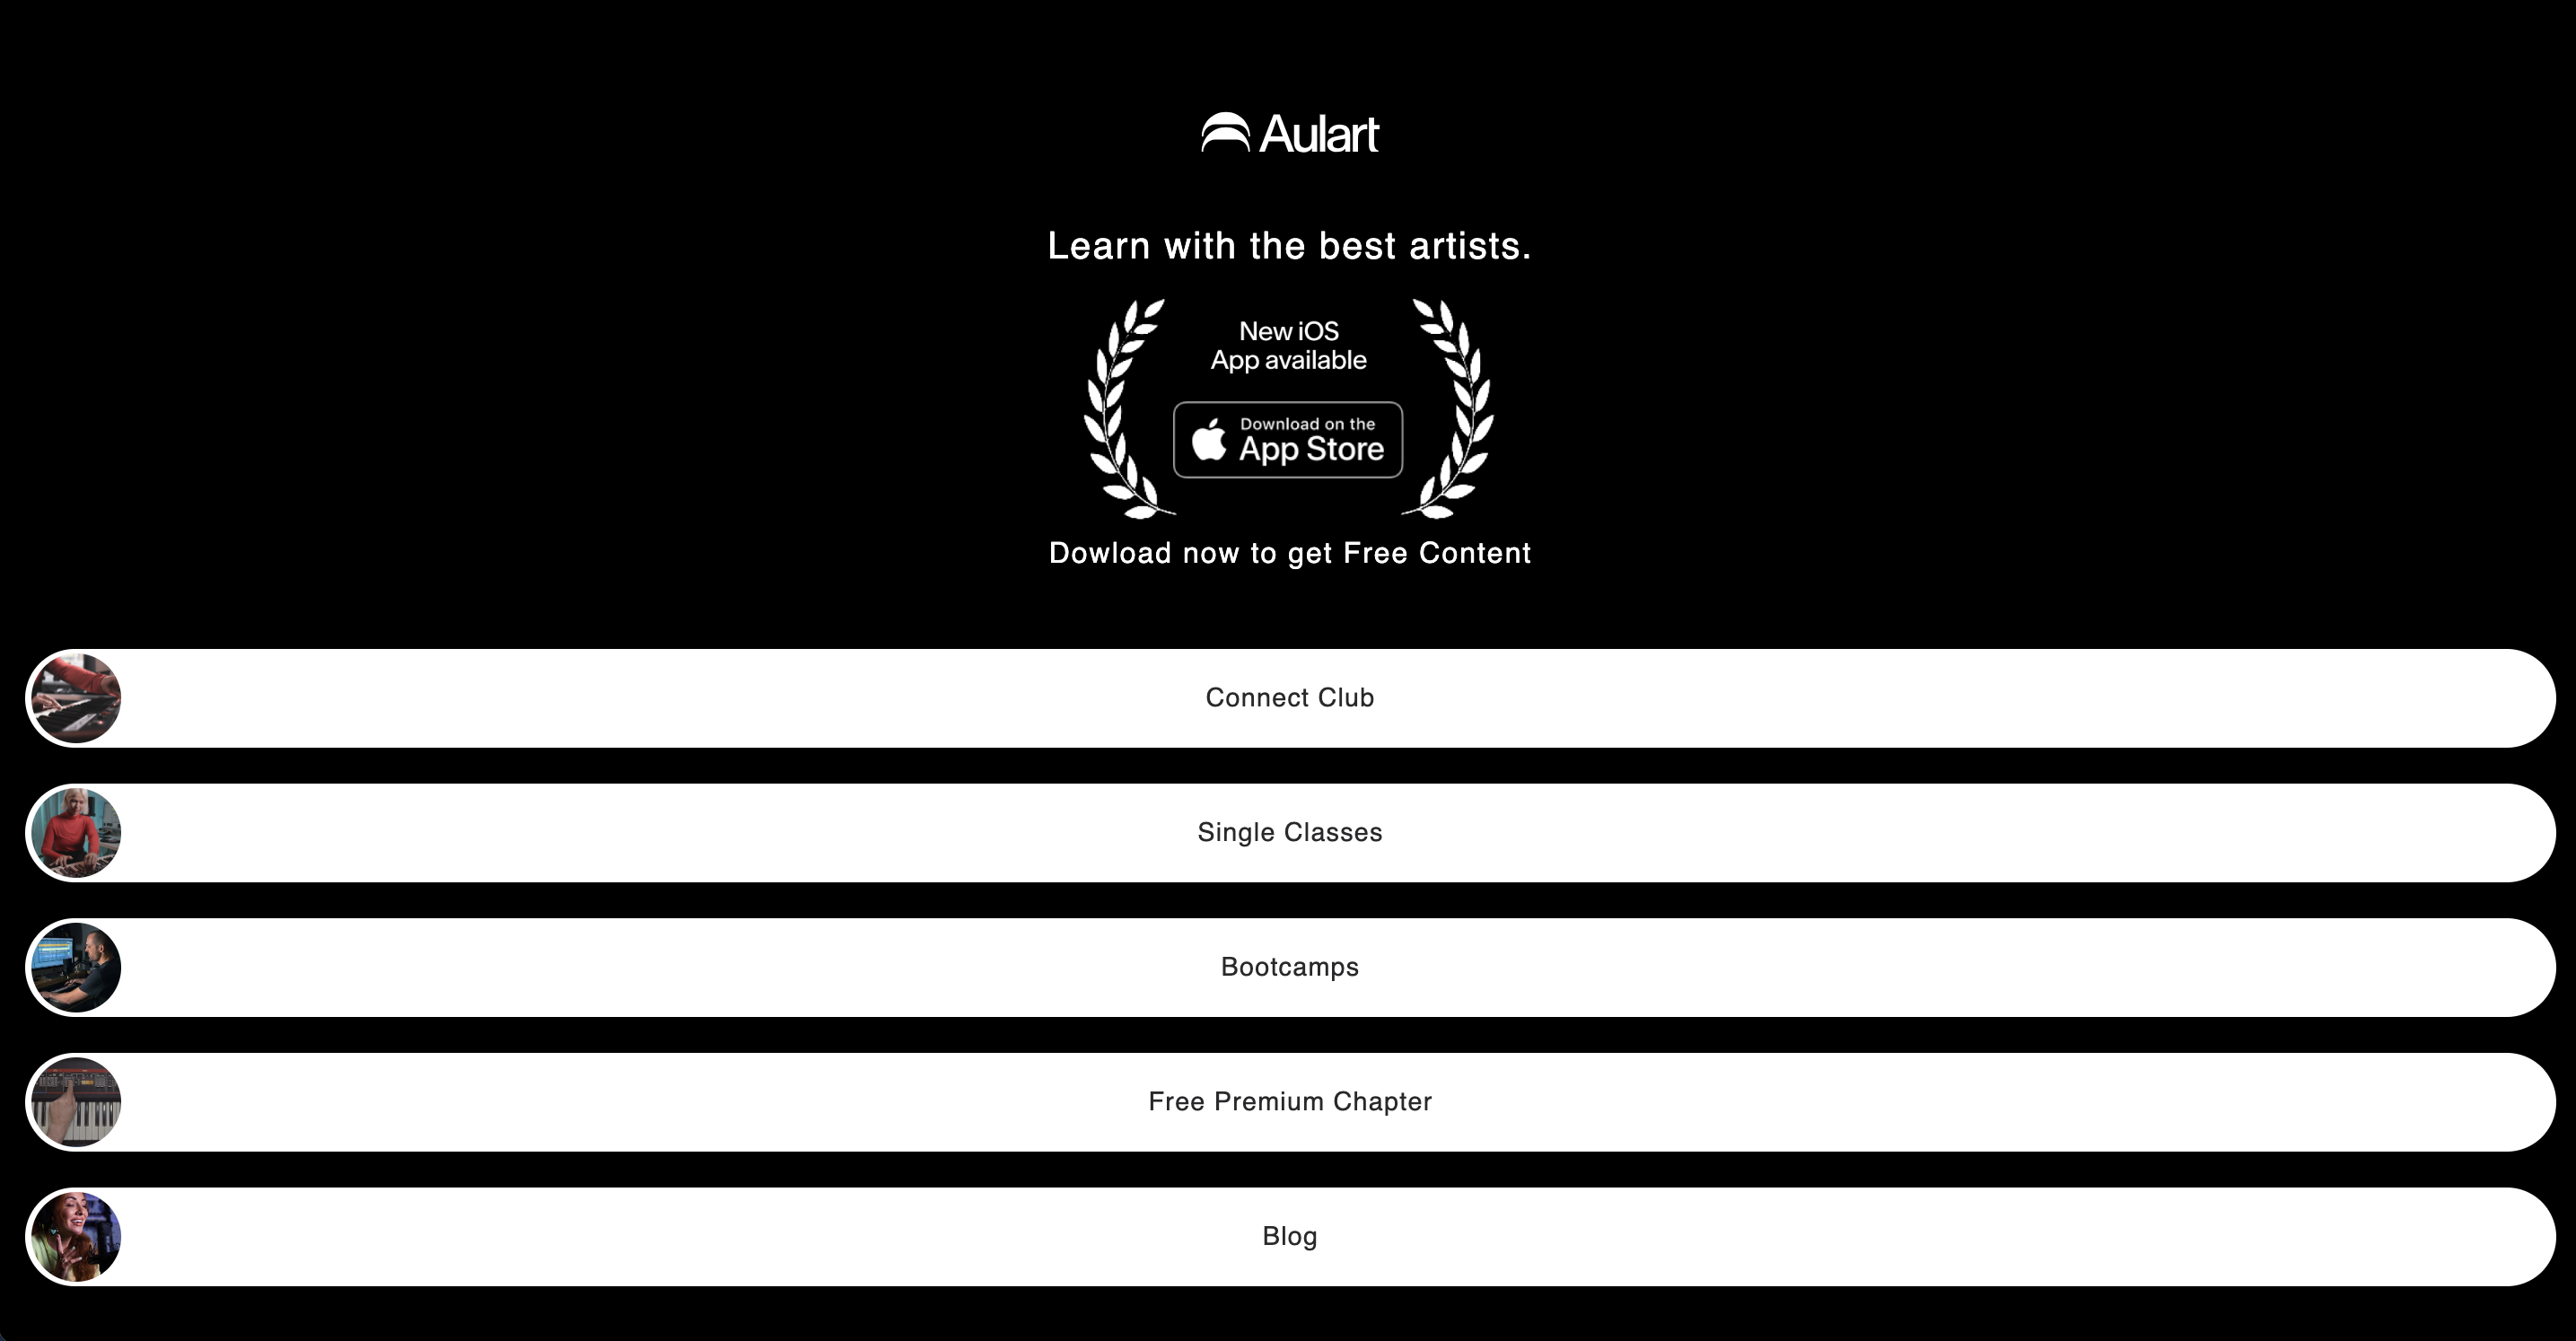 Aulart
Learn with the best artists.
New iOS
App available
Download on the
App Store
Dowload now to get Free Content
Connect Club
Single Classes
Bootcamps
Free Premium Chapter
Blog